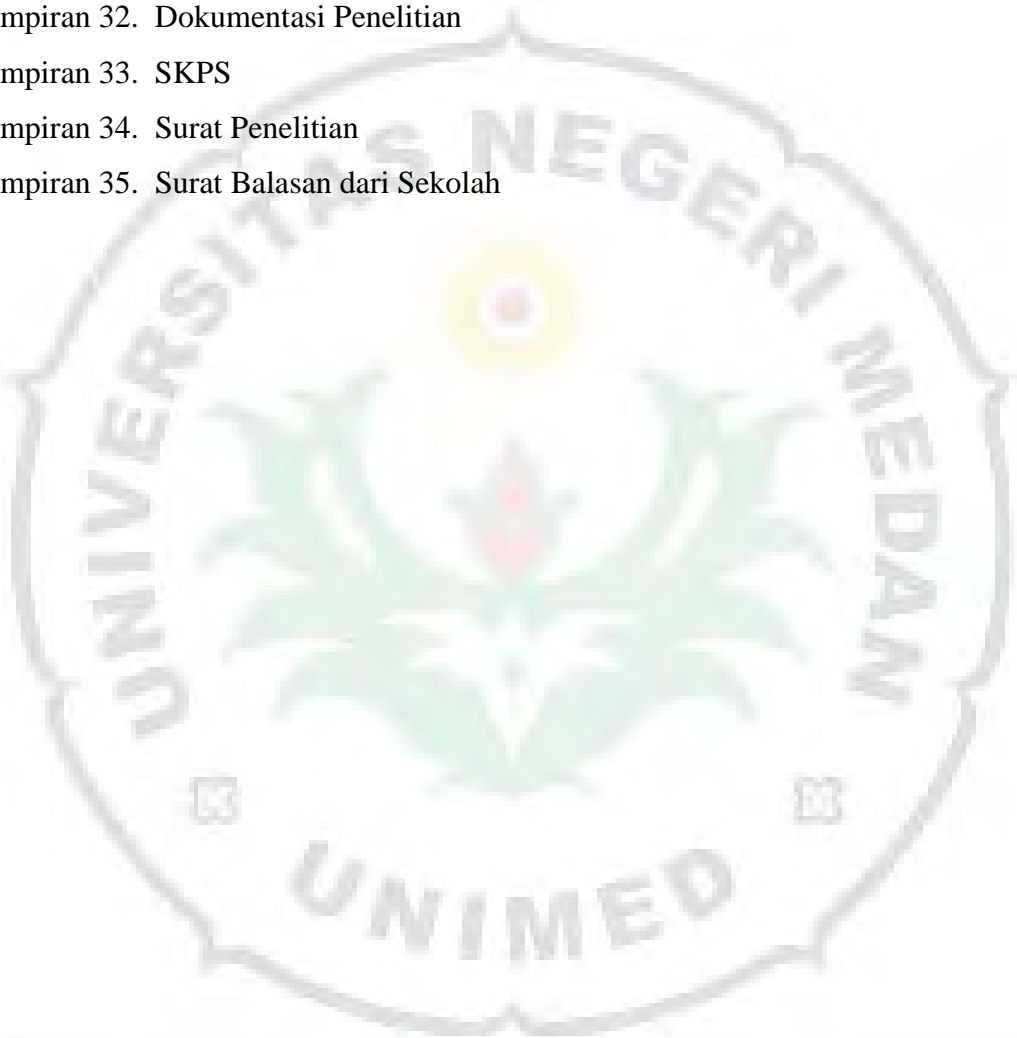 mpiran 32. Dokumentasi Penelitian
mpiran 33. SKPS
mpiran 34. Surat Penelitian
mpiran 35. Surat Balasan dari Sekolah
UNIVERSITAS NEGERI MEDAN
UNIMED